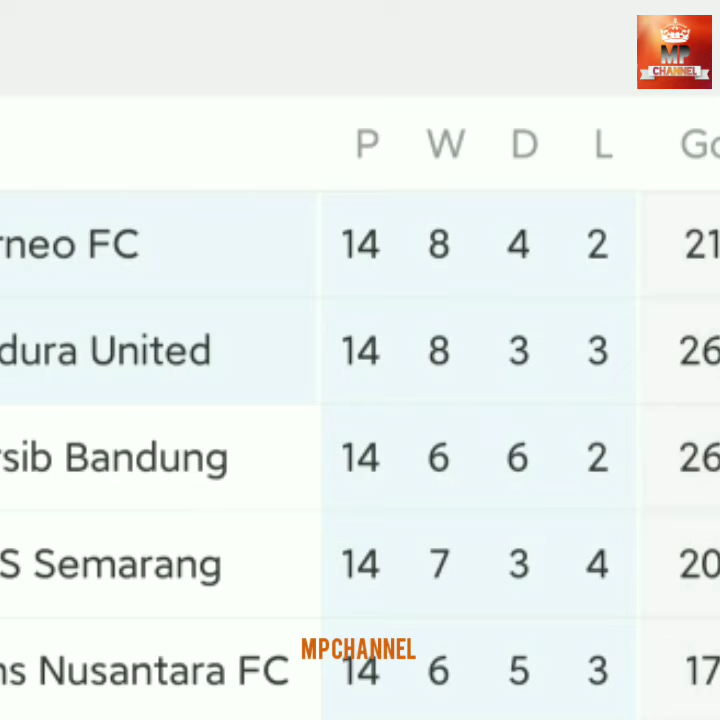 MP
CHANNEL
P W D L Go
rneo FC 14 8 4 2 21
dura United 14 8 3 3 26
rsib Bandung 14 6 6 2 26
S Semarang 14 7 3 4 20
MPCHANNEL
ns Nusantara FC 14 6 5 3 17